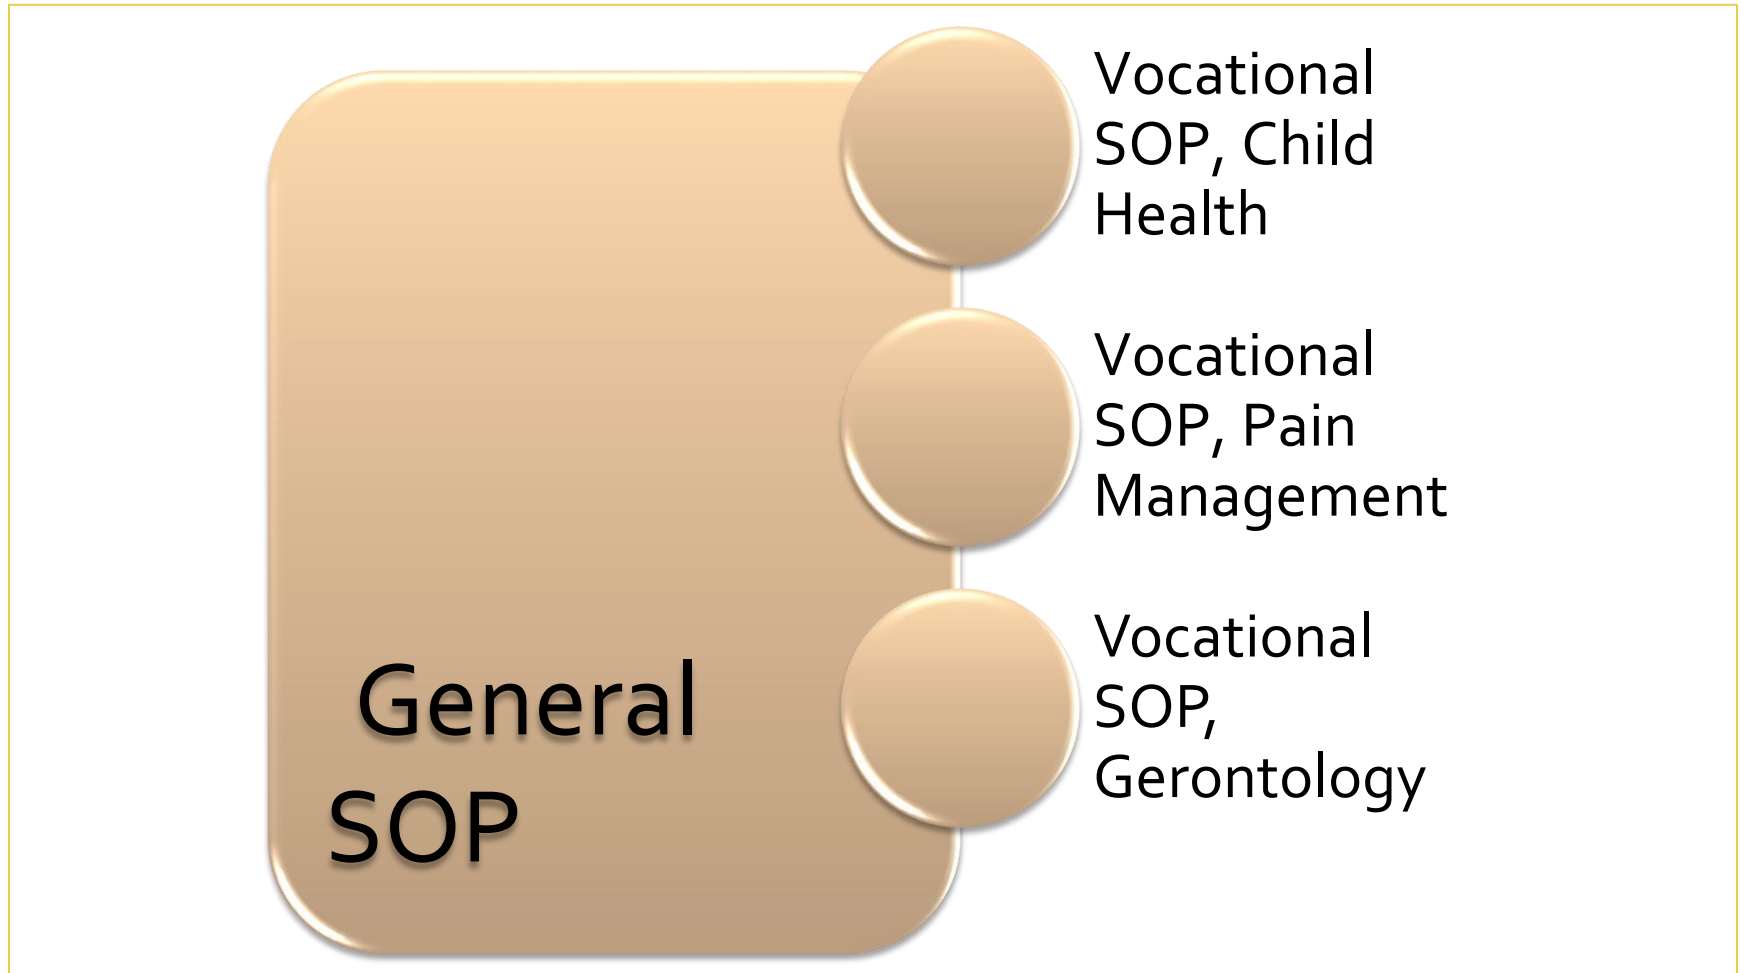 General
SOP
Vocational
SOP, Child
Health
Vocational
SOP, Pain
Management
Vocational
SOP,
Gerontology